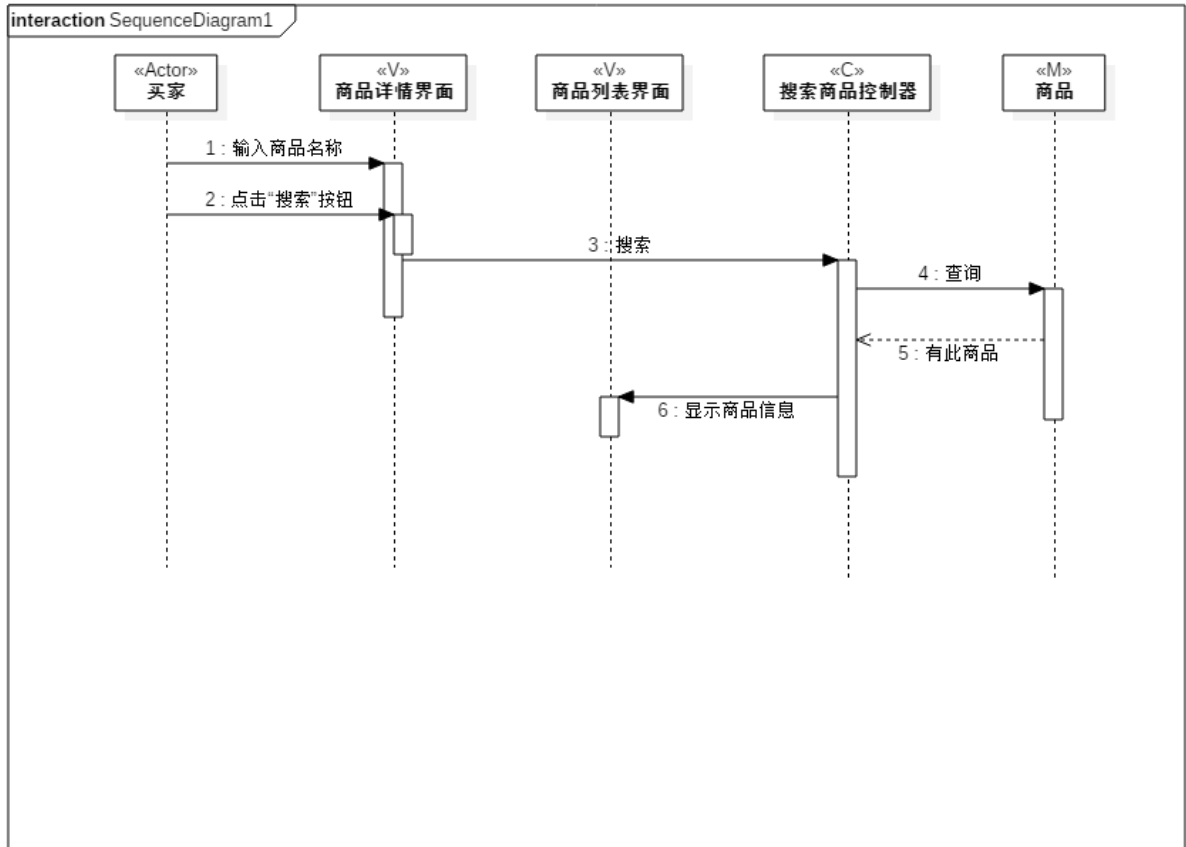 interaction SequenceDiagram1
«Actor»
买家
«V»
商品详情界面
«V»
商品列表界面
«C»
搜索商品控制器
«M»
商品
1 : 输入商品名称
2 : 点击“搜索”按钮
3 : 搜索
4 : 查询
5 : 有此商品
6 : 显示商品信息